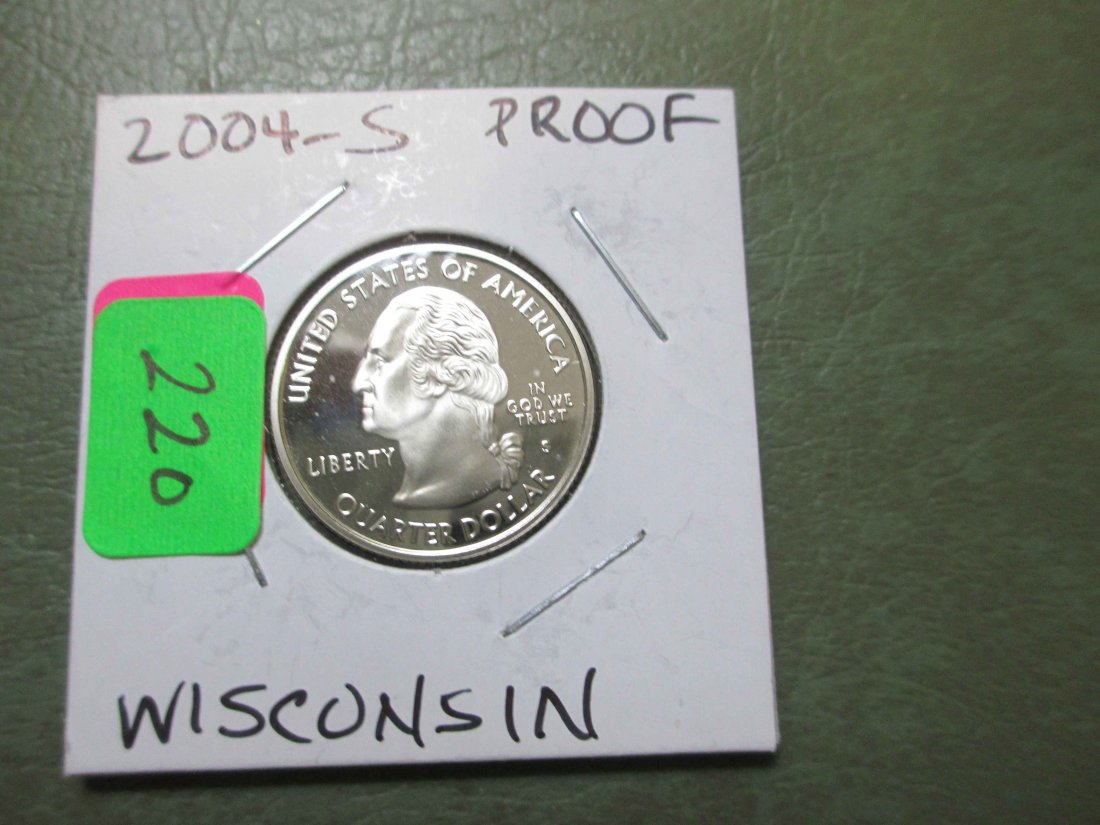 2004-S PROOF
UNITED STATES OF AMERICA
IN
GOD WE
TRUST
LIBERTY
S
QUARTER DOLLAR
220
WISCONSIN